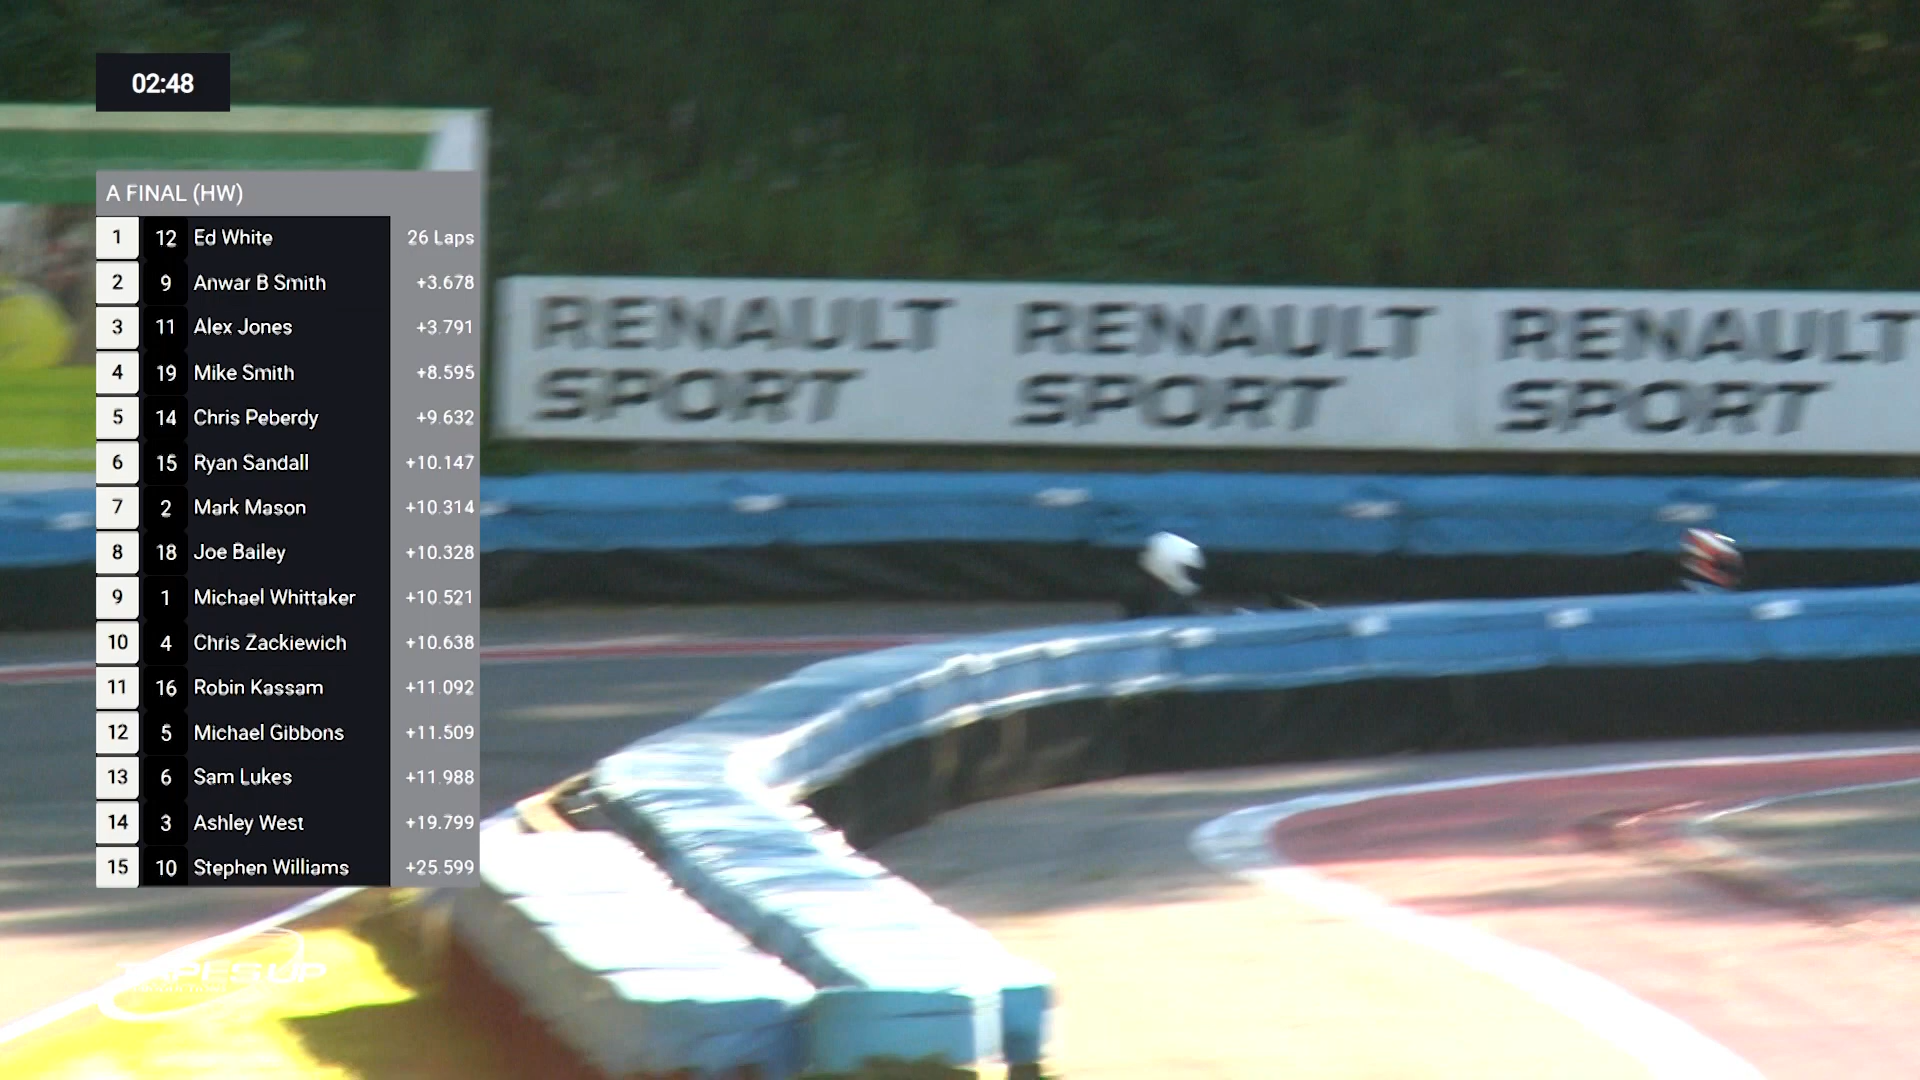 02:48
A FINAL (HW)
1 12 Ed White 26 Laps
2 9 Anwar B Smith +3.678
3 11 Alex Jones +3.791
4 19 Mike Smith +8.595
5 14 Chris Peberdy +9.632
6 15 Ryan Sandall +10.147
7 2 Mark Mason +10.314
8 18 Joe Bailey +10.328
9 1 Michael Whittaker +10.521
10 4 Chris Zackiewich +10.638
11 16 Robin Kassam +11.092
12 5 Michael Gibbons +11.509
13 6 Sam Lukes +11.988
14 3 Ashley West +19.799
15 10 Stephen Williams +25.599
RENAULT RENAULT RENAULT
SPORT SPORT SPORT
TAPES UP